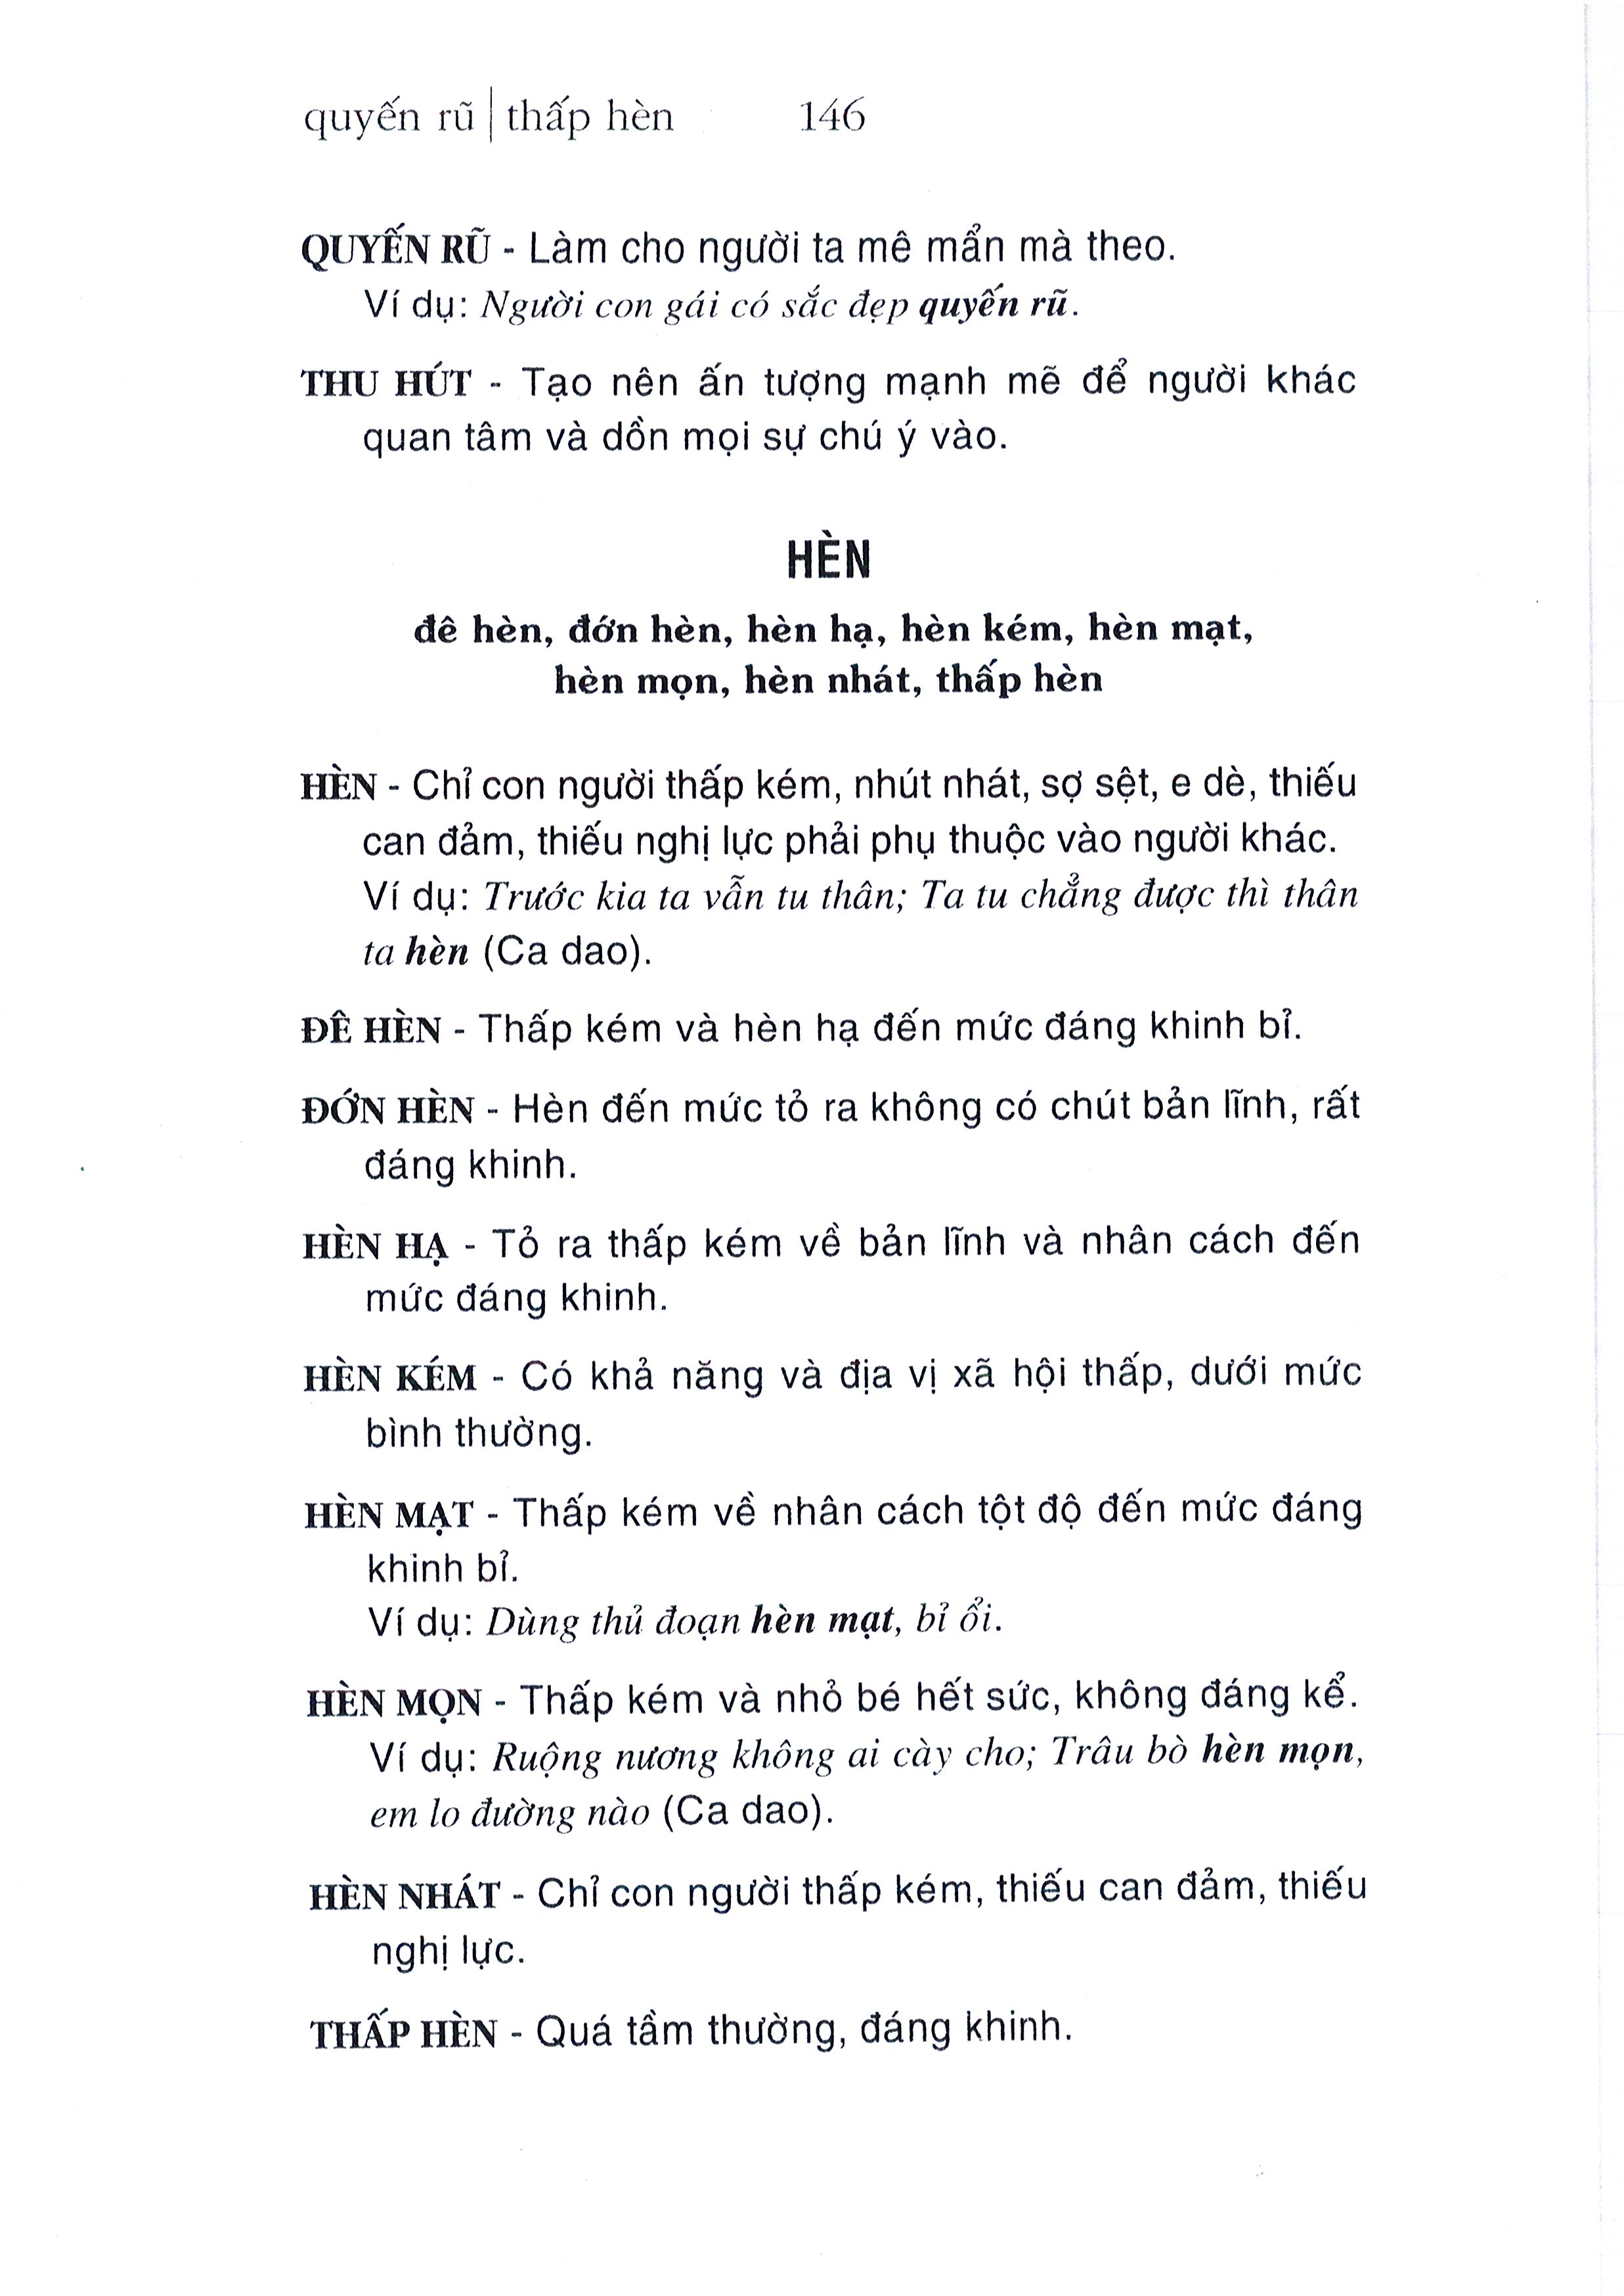 quyến rũ | thấp hèn 146
QUYẾN RŨ - Làm cho người ta mê mẩn mà theo.
Ví dụ: Người con gái có sắc đẹp quyến rũ.
THU HÚT - Tạo nên ấn tượng mạnh mẽ để người khác
quan tâm và dồn mọi sự chú ý vào.
HÈN
đê hèn, đớn hèn, hèn hạ, hèn kém, hèn mạt,
hèn mọn, hèn nhát, thấp hèn
HÈN - Chỉ con người thấp kém, nhút nhát, sợ sệt, e dè, thiếu
can đảm, thiếu nghị lực phải phụ thuộc vào người khác.
Ví dụ: Trước kia ta vẫn tu thân; Ta tu chẳng được thì thân
ta hèn (Ca dao).
ĐÊ HÈN - Thấp kém và hèn hạ đến mức đáng khinh bỉ.
ĐỚN HÈN - Hèn đến mức tỏ ra không có chút bản lĩnh, rất
đáng khinh.
HÈN HẠ - Tỏ ra thấp kém về bản lĩnh và nhân cách đến
mức đáng khinh.
HÈN KÉM - Có khả năng và địa vị xã hội thấp, dưới mức
bình thường.
HÈN MẠT - Thấp kém về nhân cách tột độ đến mức đáng
khinh bỉ.
Ví dụ: Dùng thủ đoạn hèn mạt, bỉ ổi.
HÈN MỌN - Thấp kém và nhỏ bé hết sức, không đáng kể.
Ví dụ: Ruộng nương không ai cày cho; Trâu bò hèn mọn,
em lo đường nào (Ca dao).
HÈN NHÁT - Chỉ con người thấp kém, thiếu can đảm, thiếu
nghị lực.
THẤP HÈN - Quá tầm thường, đáng khinh.